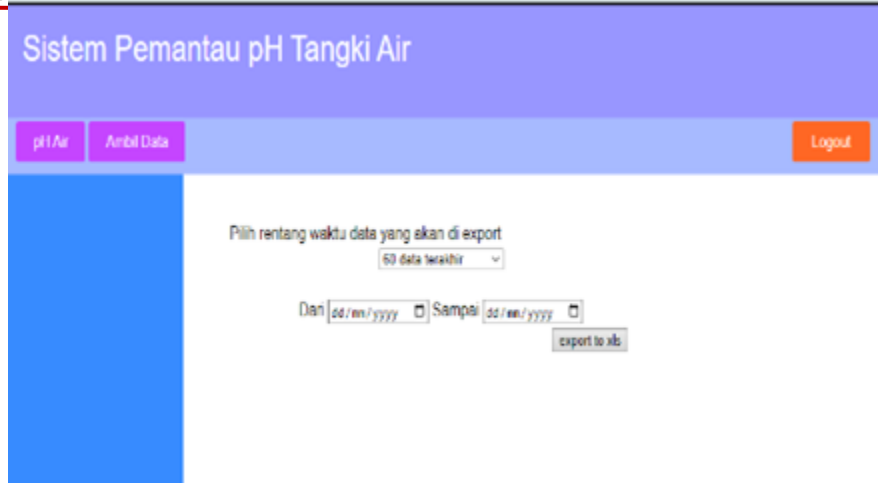 Sistem Pemantau pH Tangki Air
pH Air Ambil Data Logout
Pilih rentang waktu data yang akan di export
60 data terakhir
Dari dd/mm/yyyy Sampai dd/mm/yyyy
export to xls